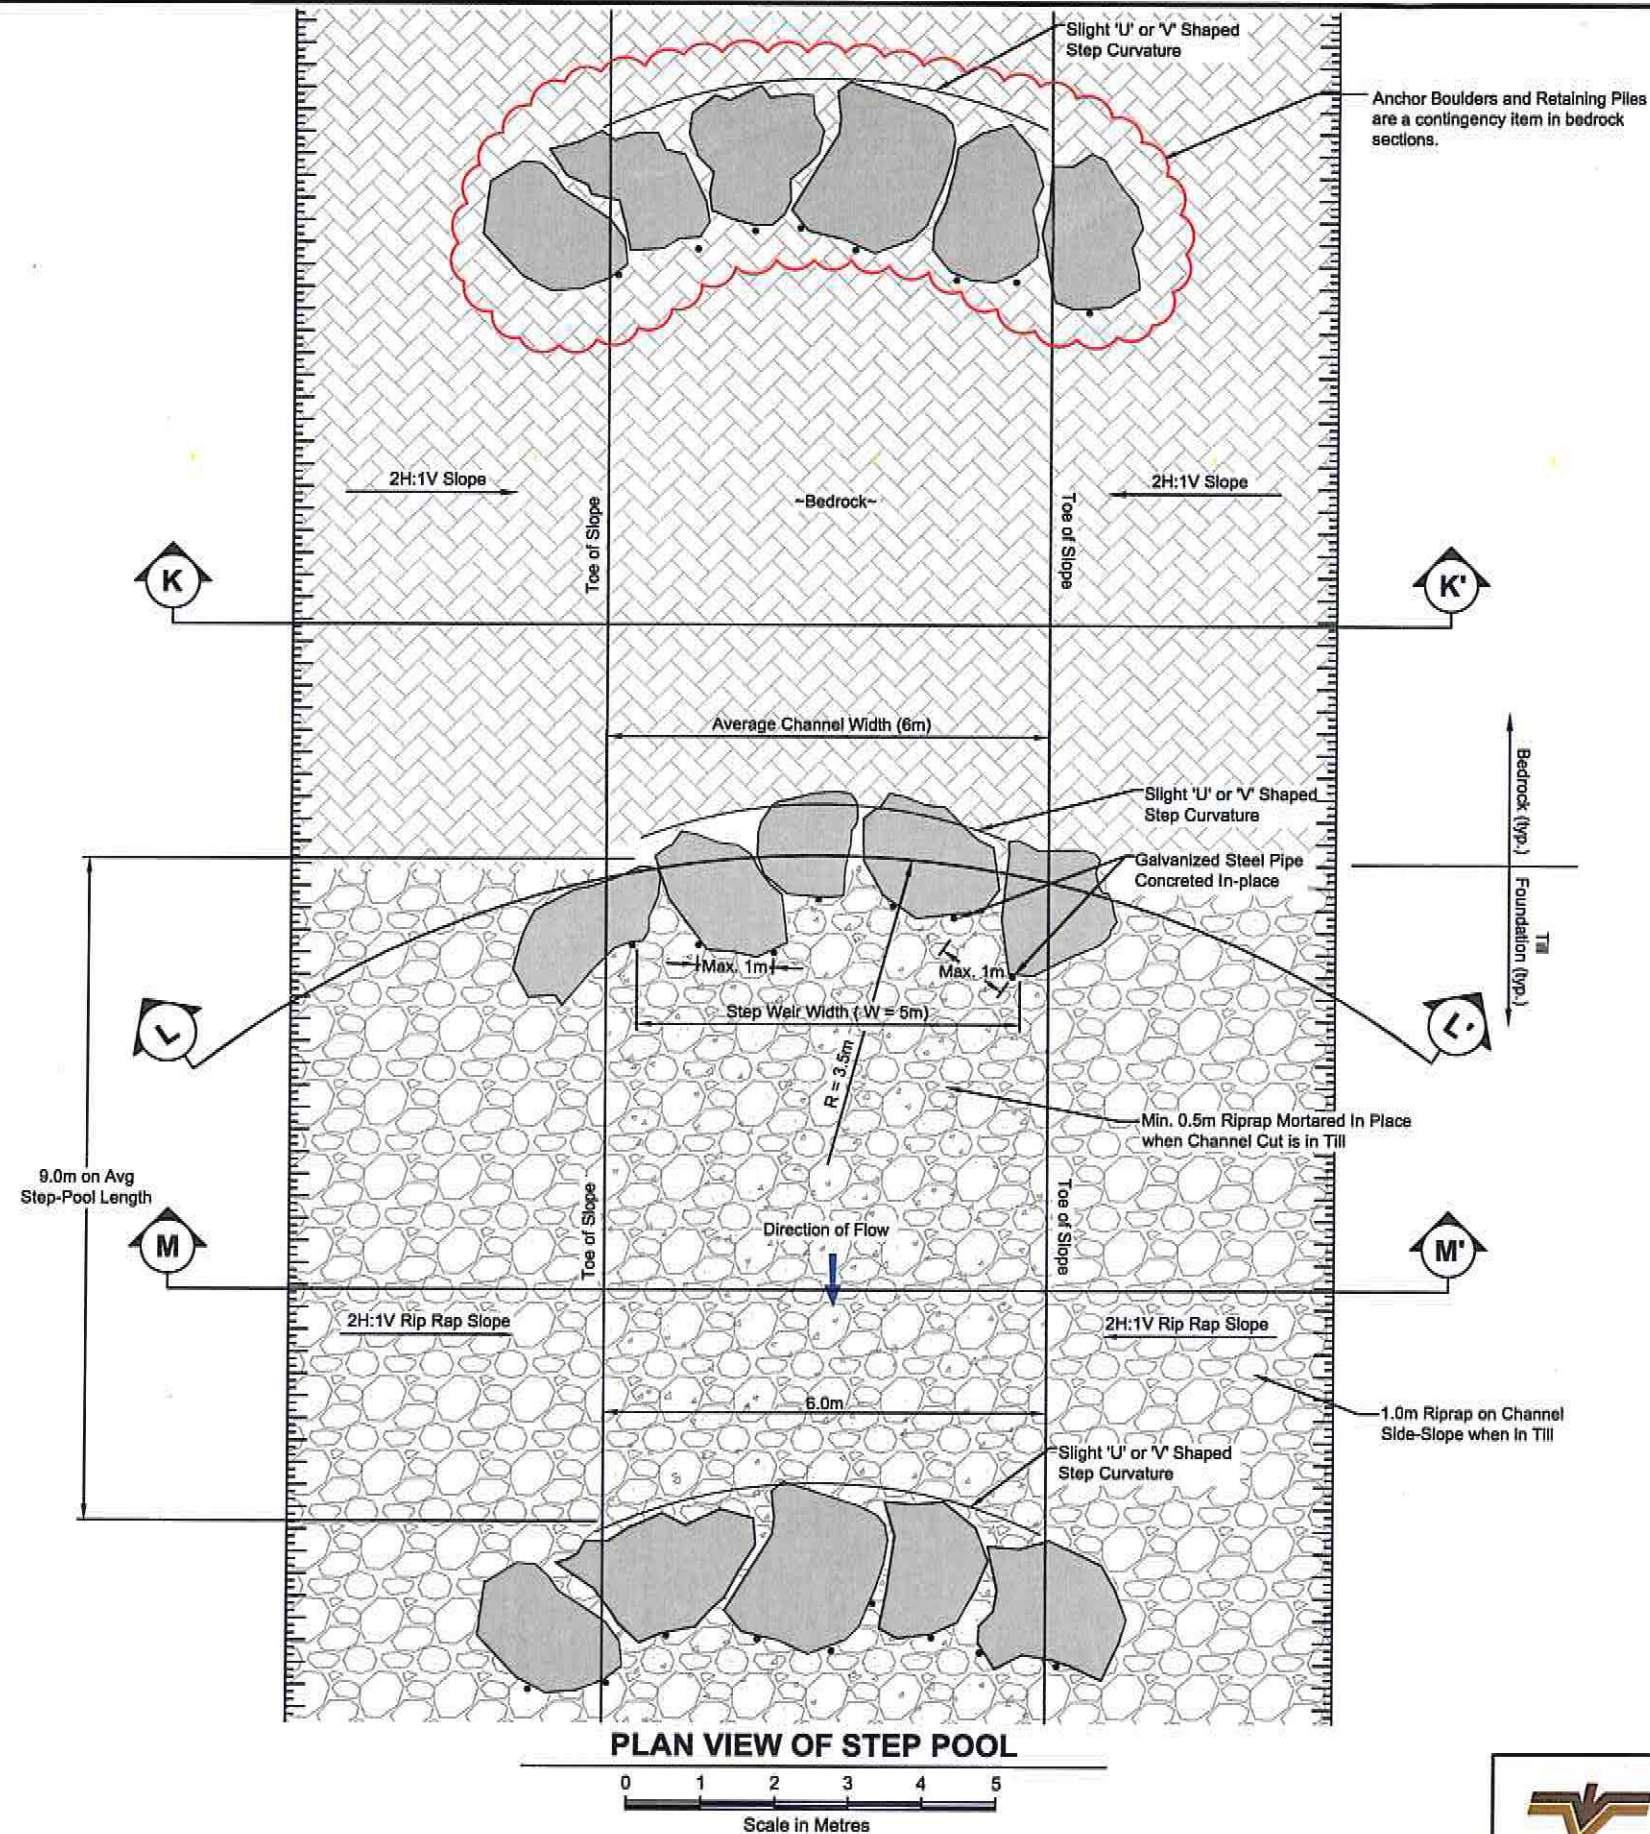 Slight 'U' or 'V' Shaped
Step Curvature
Anchor Boulders and Retaining Piles
are a contingency item in bedrock
sections.
2H:1V Slope
~Bedrock~
2H:1V Slope
Toe of Slope
Toe of Slope
K
K'
Average Channel Width (6m)
Slight 'U' or 'V' Shaped
Step Curvature
Bedrock (typ.)
Galvanized Steel Pipe
Concreted In-place
Till
Foundation (typ.)
Max. 1m
Max. 1m
Step Weir Width ( W = 5m)
L
L'
R = 3.5m
Min. 0.5m Riprap Mortared In Place
when Channel Cut is in Till
9.0m on Avg
Step-Pool Length
Toe of Slope
Toe of Slope
Direction of Flow
M
M'
2H:1V Rip Rap Slope
2H:1V Rip Rap Slope
6.0m
1.0m Riprap on Channel
Side-Slope when in Till
Slight 'U' or 'V' Shaped
Step Curvature
PLAN VIEW OF STEP POOL
0 1 2 3 4 5
Scale in Metres